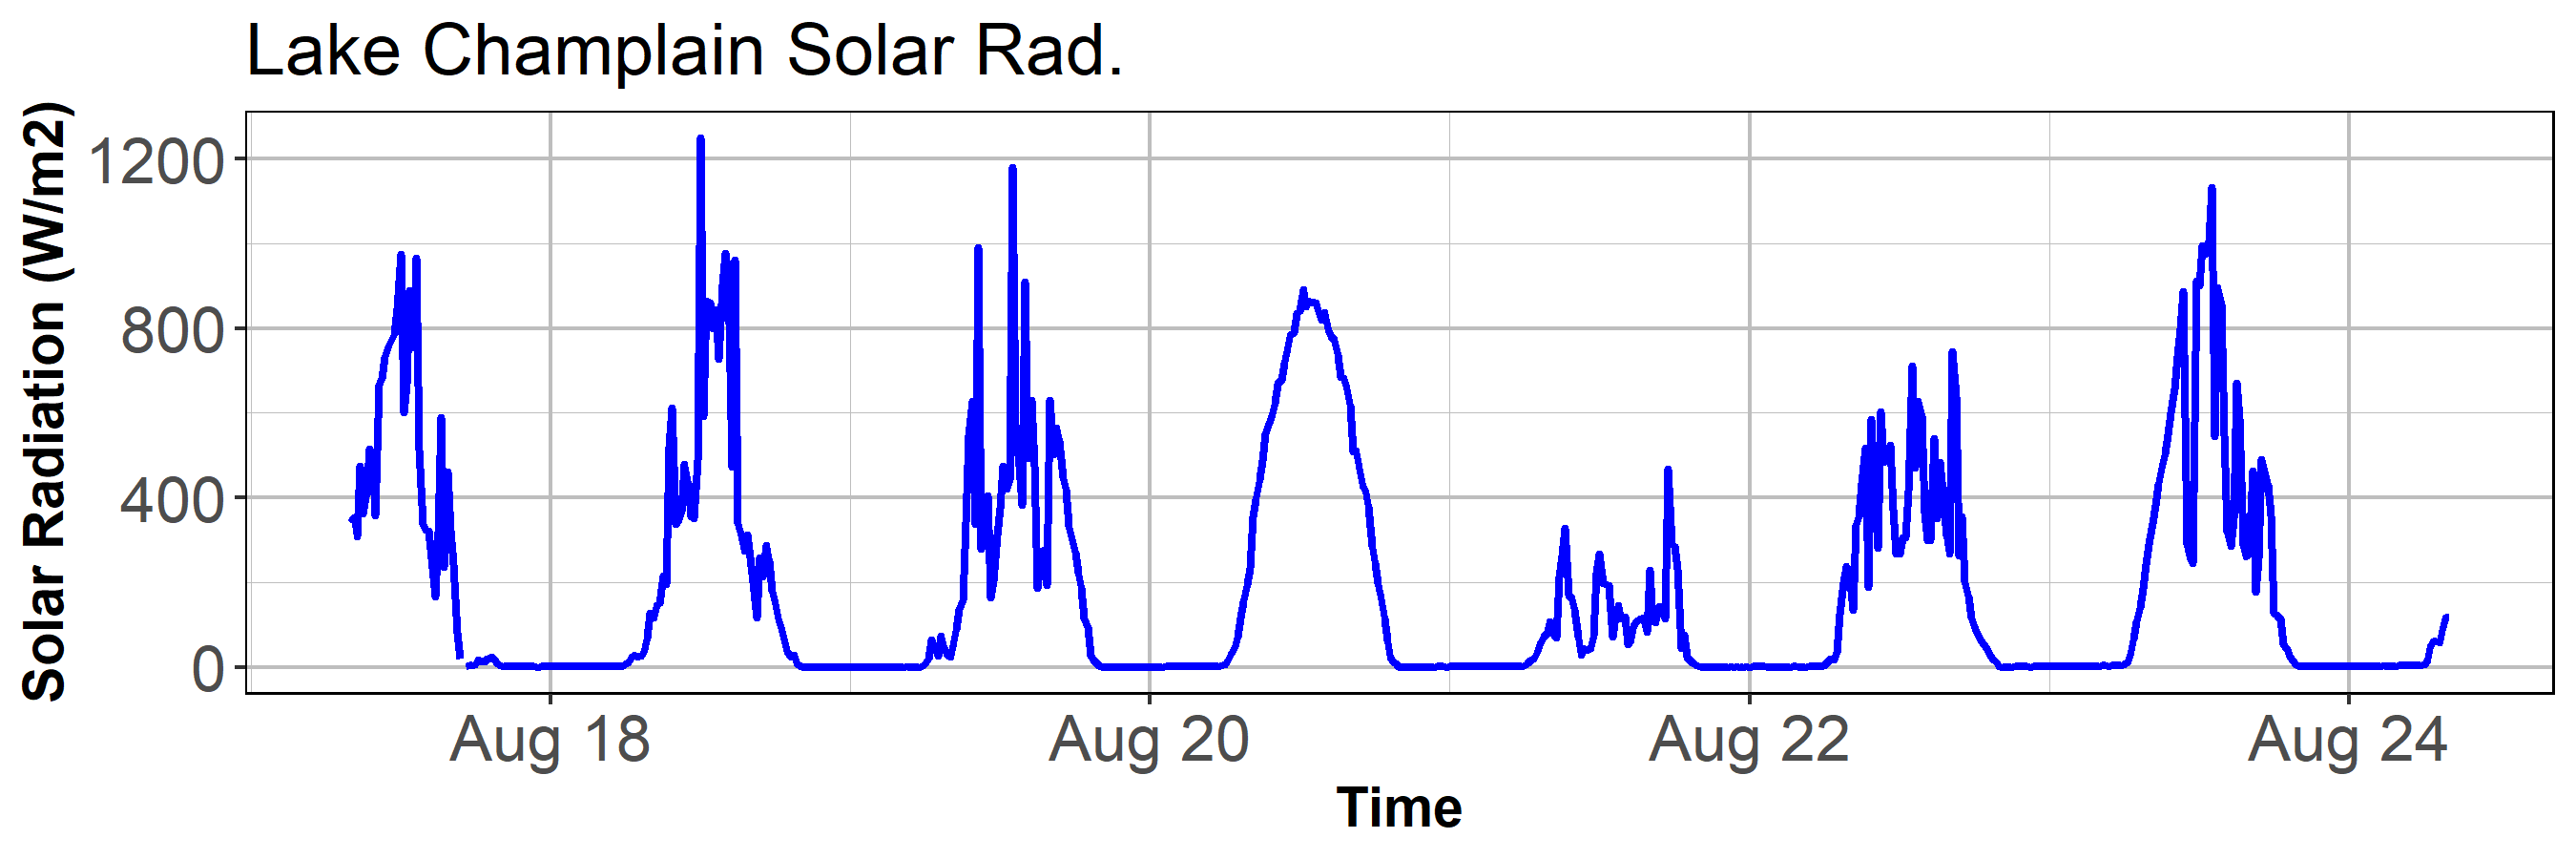 Lake Champlain Solar Rad.
Solar Radiation (W/m2)
1200
800
400
0
Aug 18
Aug 20
Aug 22
Aug 24
Time